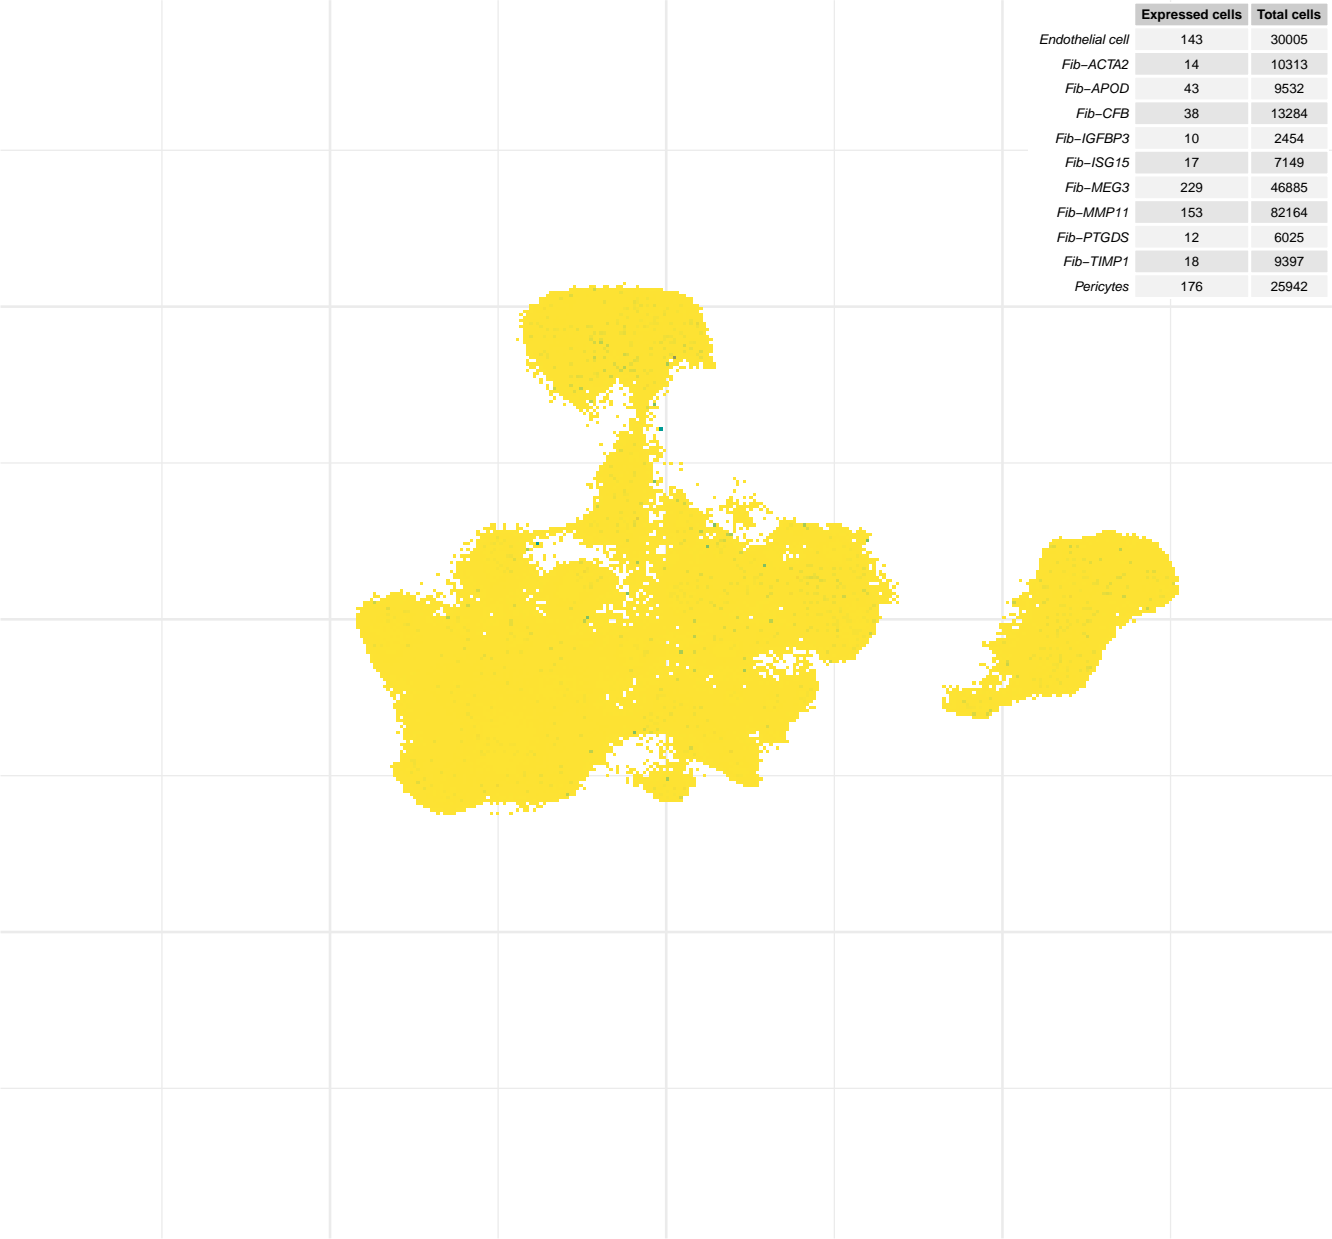 Expressed cells Total cells
Endothelial cell 143 30005
Fib−ACTA2 14 10313
Fib−APOD 43 9532
Fib−CFB 38 13284
Fib−IGFBP3 10 2454
Fib−ISG15 17 7149
Fib−MEG3 229 46885
Fib−MMP11 153 82164
Fib−PTGDS 12 6025
Fib−TIMP1 18 9397
Pericytes 176 25942